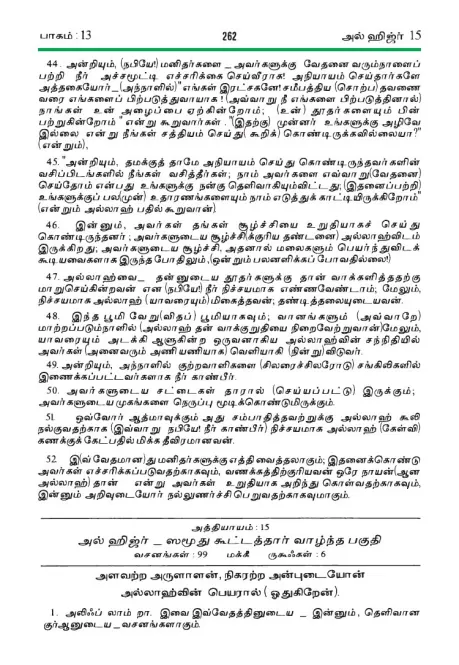 பாகம் : 13 262 அல் ஹிஜ்ர் 15
44. அன்றியும், (நபியே!) மனிதர்களை _ அவர்களுக்கு வேதனை வரும்நாளைப்
பற்றி நீர் அச்சமூட்டி எச்சரிக்கை செய்வீராக! அநியாயம் செய்தார்களே
அத்தகையோர் _ (அந்நாளில்) "எங்கள் இரட்சகனே! சமீபத்திய (சொற்ப) தவணை
வரை எங்களைப் பிற்படுத்துவாயாக! (அவ்வாறு நீ எங்களை பிற்படுத்தினால்)
நாங்கள் உன் அழைப்பை ஏற்கின்றோம்; (உன்) தூதர்களையும் பின்
பற்றுகின்றோம்" என்று கூறுவார்கள். "(இதற்கு) முன்னர் உங்களுக்கு அழிவே
இல்லை என்று நீங்கள் சத்தியம் செய்து (கூறிக்) கொண்டிருக்கவில்லையா?"
(என்றும்),
45. "அன்றியும், தமக்குத் தாமே அநியாயம் செய்து கொண்டிருந்தவர்களின்
வசிப்பிடங்களில் நீங்கள் வசித்தீர்கள்; நாம் அவர்களை எவ்வாறு (வேதனை)
செய்தோம் என்பது உங்களுக்கு நன்கு தெளிவாகியும்விட்டது; (இதனைப்பற்றி)
உங்களுக்குப் பல(முன்) உதாரணங்களையும் நாம் எடுத்துக் காட்டியிருக்கிறோம்"
(என்றும் அல்லாஹ் பதில் கூறுவான்).
46. இன்னும், அவர்கள் தங்கள் சூழ்ச்சியை உறுதியாகச் செய்து
கொண்டிருந்தனர்; அவர்களுடைய சூழ்ச்சிக்குரிய தண்டனை) அல்லாஹ்விடம்
இருக்கிறது; அவர்களுடைய சூழ்ச்சி, அதனால் மலைகளும் பெயர்ந்துவிடக்
கூடியவைகளாக இருந்த போதிலும், (ஒன்றும் பலனளிக்கப் போவதில்லை!)
47. அல்லாஹ்வை _ தன்னுடைய தூதர்களுக்கு தான் வாக்களித்ததற்கு
மாறுசெய்கின்றவன் என (நபியே!) நீர் நிச்சயமாக எண்ணவேண்டாம்; மேலும்,
நிச்சயமாக அல்லாஹ் (யாவரையும்) மிகைத்தவன்; தண்டித்தலையுடையவன்.
48. இந்த பூமி வேறு(விதப்) பூமியாகவும்; வானங்களும் (அவ்வாறே)
மாற்றப்படும்நாளில் (அல்லாஹ் தன் வாக்குறுதியை நிறைவேற்றுவான்) மேலும்,
யாவரையும் அடக்கி ஆளுகின்ற ஒருவனாகிய அல்லாஹ்வின் சந்நிதியில்
அவர்கள் (அனைவரும் அணியணியாக) வெளியாகி (நின்று)விடுவர்.
49. அன்றியும், அந்நாளில் குற்றவாளிகளை (சிலரைச்சிலரோடு) சங்கிலிகளில்
இணைக்கப்பட்டவர்களாக நீர் காண்பீர்.
50. அவர்களுடைய சட்டைகள் தாரால் (செய்யப்பட்டு) இருக்கும்;
அவர்களுடைய முகங்களை நெருப்பு மூடிக்கொண்டுமிருக்கும்.
51. ஒவ்வோர் ஆத்மாவுக்கும் அது சம்பாதித்தவற்றுக்கு அல்லாஹ் கூலி
நல்குவதற்காக (இவ்வாறு நபியே! நீர் காண்பீர்) நிச்சயமாக அல்லாஹ் (கேள்வி)
கணக்குக் கேட்பதில் மிக்க தீவிரமானவன்.
52. இ(வ்வேதமான)து மனிதர்களுக்கு எத்திவைத்தலாகும்; இதனைக்கொண்டு
அவர்கள் எச்சரிக்கப்படுவதற்காகவும், வணக்கத்திற்குரியவன் ஒரே நாயன்(ஆன
அல்லாஹ்) தான் என்று அவர்கள் உறுதியாக அறிந்து கொள்வதற்காகவும்,
இன்னும் அறிவுடையோர் நல்லுணர்ச்சி பெறுவதற்காகவுமாகும்.
அத்தியாயம் : 15
அல் ஹிஜ்ர் _ ஸமூது கூட்டத்தார் வாழ்ந்த பகுதி
வசனங்கள் : 99 மக்கீ ருகூஃகள் : 6
அளவற்ற அருளாளன், நிகரற்ற அன்புடையோன்
அல்லாஹ்வின் பெயரால் ( ஓதுகிறேன்).
1. அலிஃப் லாம் றா. இவை இவ்வேதத்தினுடைய _ இன்னும், தெளிவான
குர்ஆனுடைய _ வசனங்களாகும்.